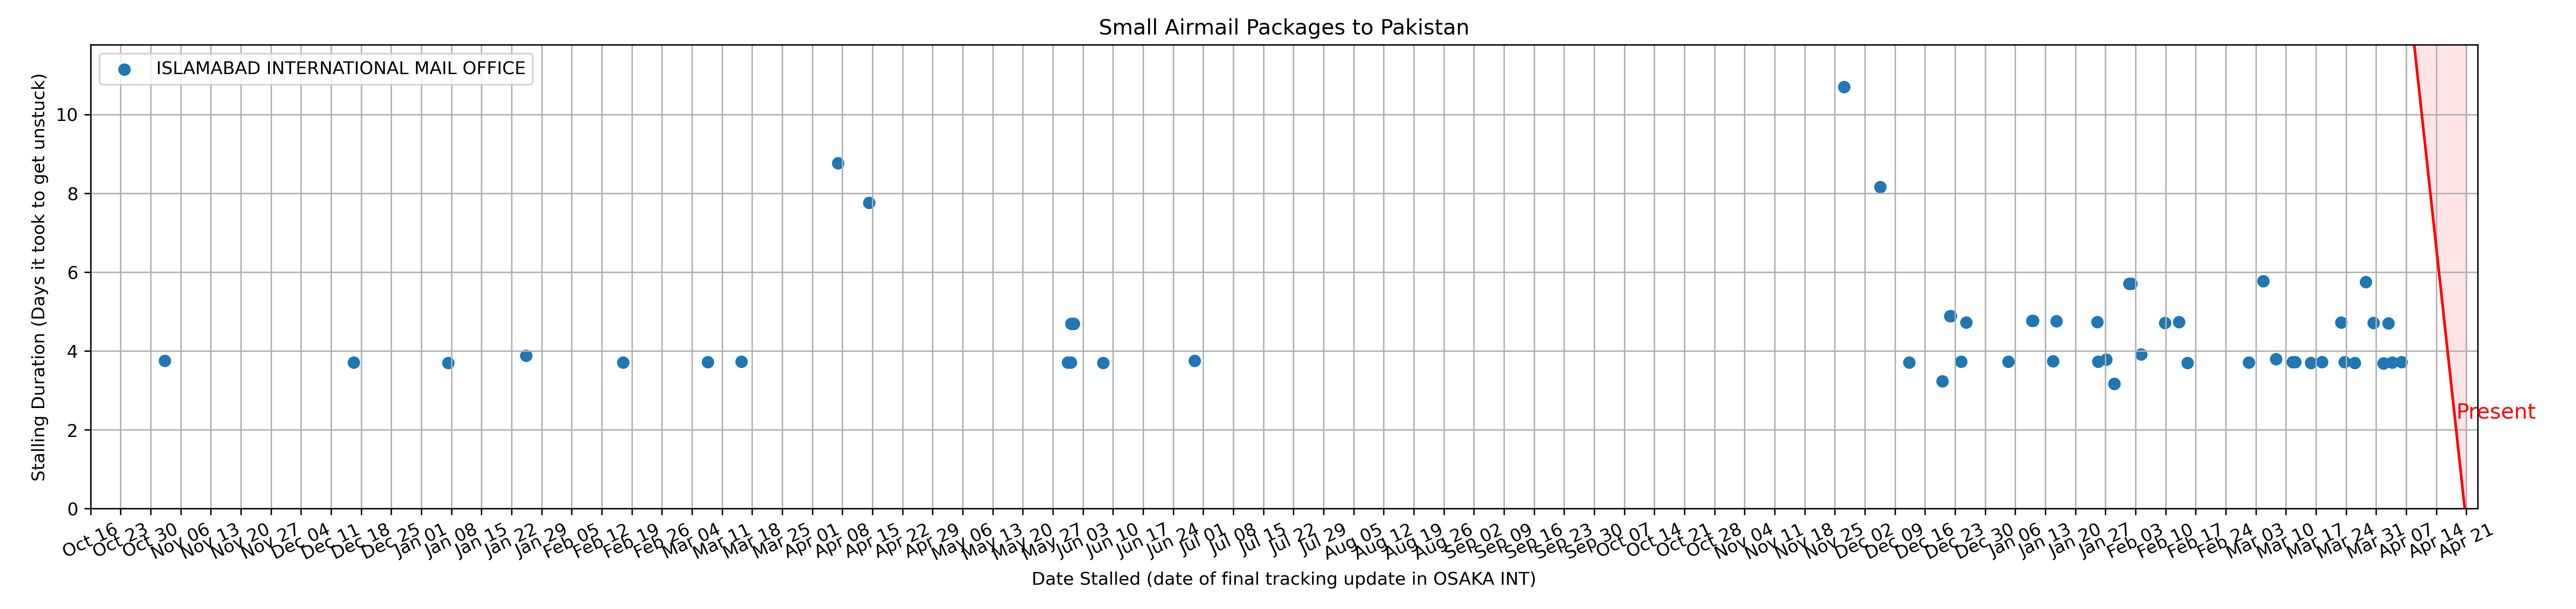 Small Airmail Packages to Pakistan
ISLAMABAD INTERNATIONAL MAIL OFFICE
Stalling Duration (Days it took to get unstuck)
10
8
6
4
2
0
Present
Oct 16
Oct 23
Oct 30
Nov 06
Nov 13
Nov 20
Nov 27
Dec 04
Dec 11
Dec 18
Dec 25
Jan 01
Jan 08
Jan 15
Jan 22
Jan 29
Feb 05
Feb 12
Feb 19
Feb 26
Mar 04
Mar 11
Mar 18
Mar 25
Apr 01
Apr 08
Apr 15
Apr 22
Apr 29
May 06
May 13
May 20
May 27
Jun 03
Jun 10
Jun 17
Jun 24
Jul 01
Jul 08
Jul 15
Jul 22
Jul 29
Aug 05
Aug 12
Aug 19
Aug 26
Sep 02
Sep 09
Sep 16
Sep 23
Sep 30
Oct 07
Oct 14
Oct 21
Oct 28
Nov 04
Nov 11
Nov 18
Nov 25
Dec 02
Dec 09
Dec 16
Dec 23
Dec 30
Jan 06
Jan 13
Jan 20
Jan 27
Feb 03
Feb 10
Feb 17
Feb 24
Mar 03
Mar 10
Mar 17
Mar 24
Mar 31
Apr 07
Apr 14
Apr 21
Date Stalled (date of final tracking update in OSAKA INT)